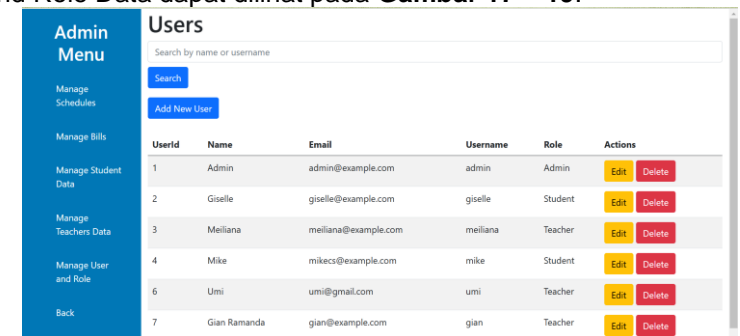 Admin
Menu
Manage
Schedules
Manage Bills
Manage Student
Data
Manage
Teachers Data
Manage User
and Role
Back
Users
Search by name or username
Search
Add New User
UserId Name Email Username Role Actions
1 Admin admin@example.com admin Admin Edit Delete
2 Giselle giselle@example.com giselle Student Edit Delete
3 Meiliana meiliana@example.com meiliana Teacher Edit Delete
4 Mike mikecs@example.com mike Student Edit Delete
6 Umi umi@gmail.com umi Teacher Edit Delete
7 Gian Ramanda gian@example.com gian Teacher Edit Delete